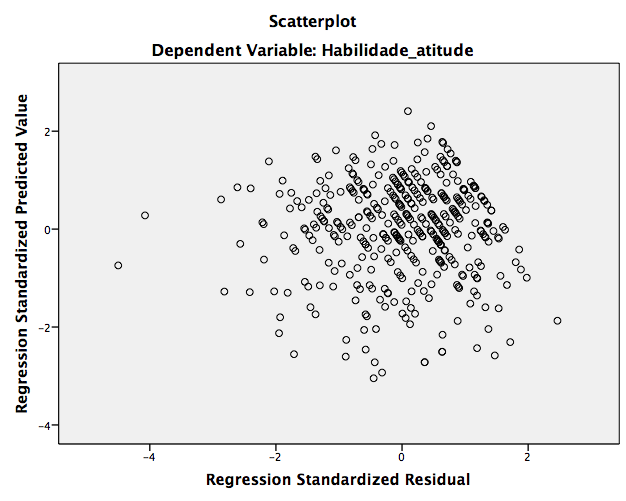 Scatterplot
Dependent Variable: Habilidade_atitude
Regression Standardized Predicted Value
2
0
-2
-4
-4
-2
0
2
Regression Standardized Residual